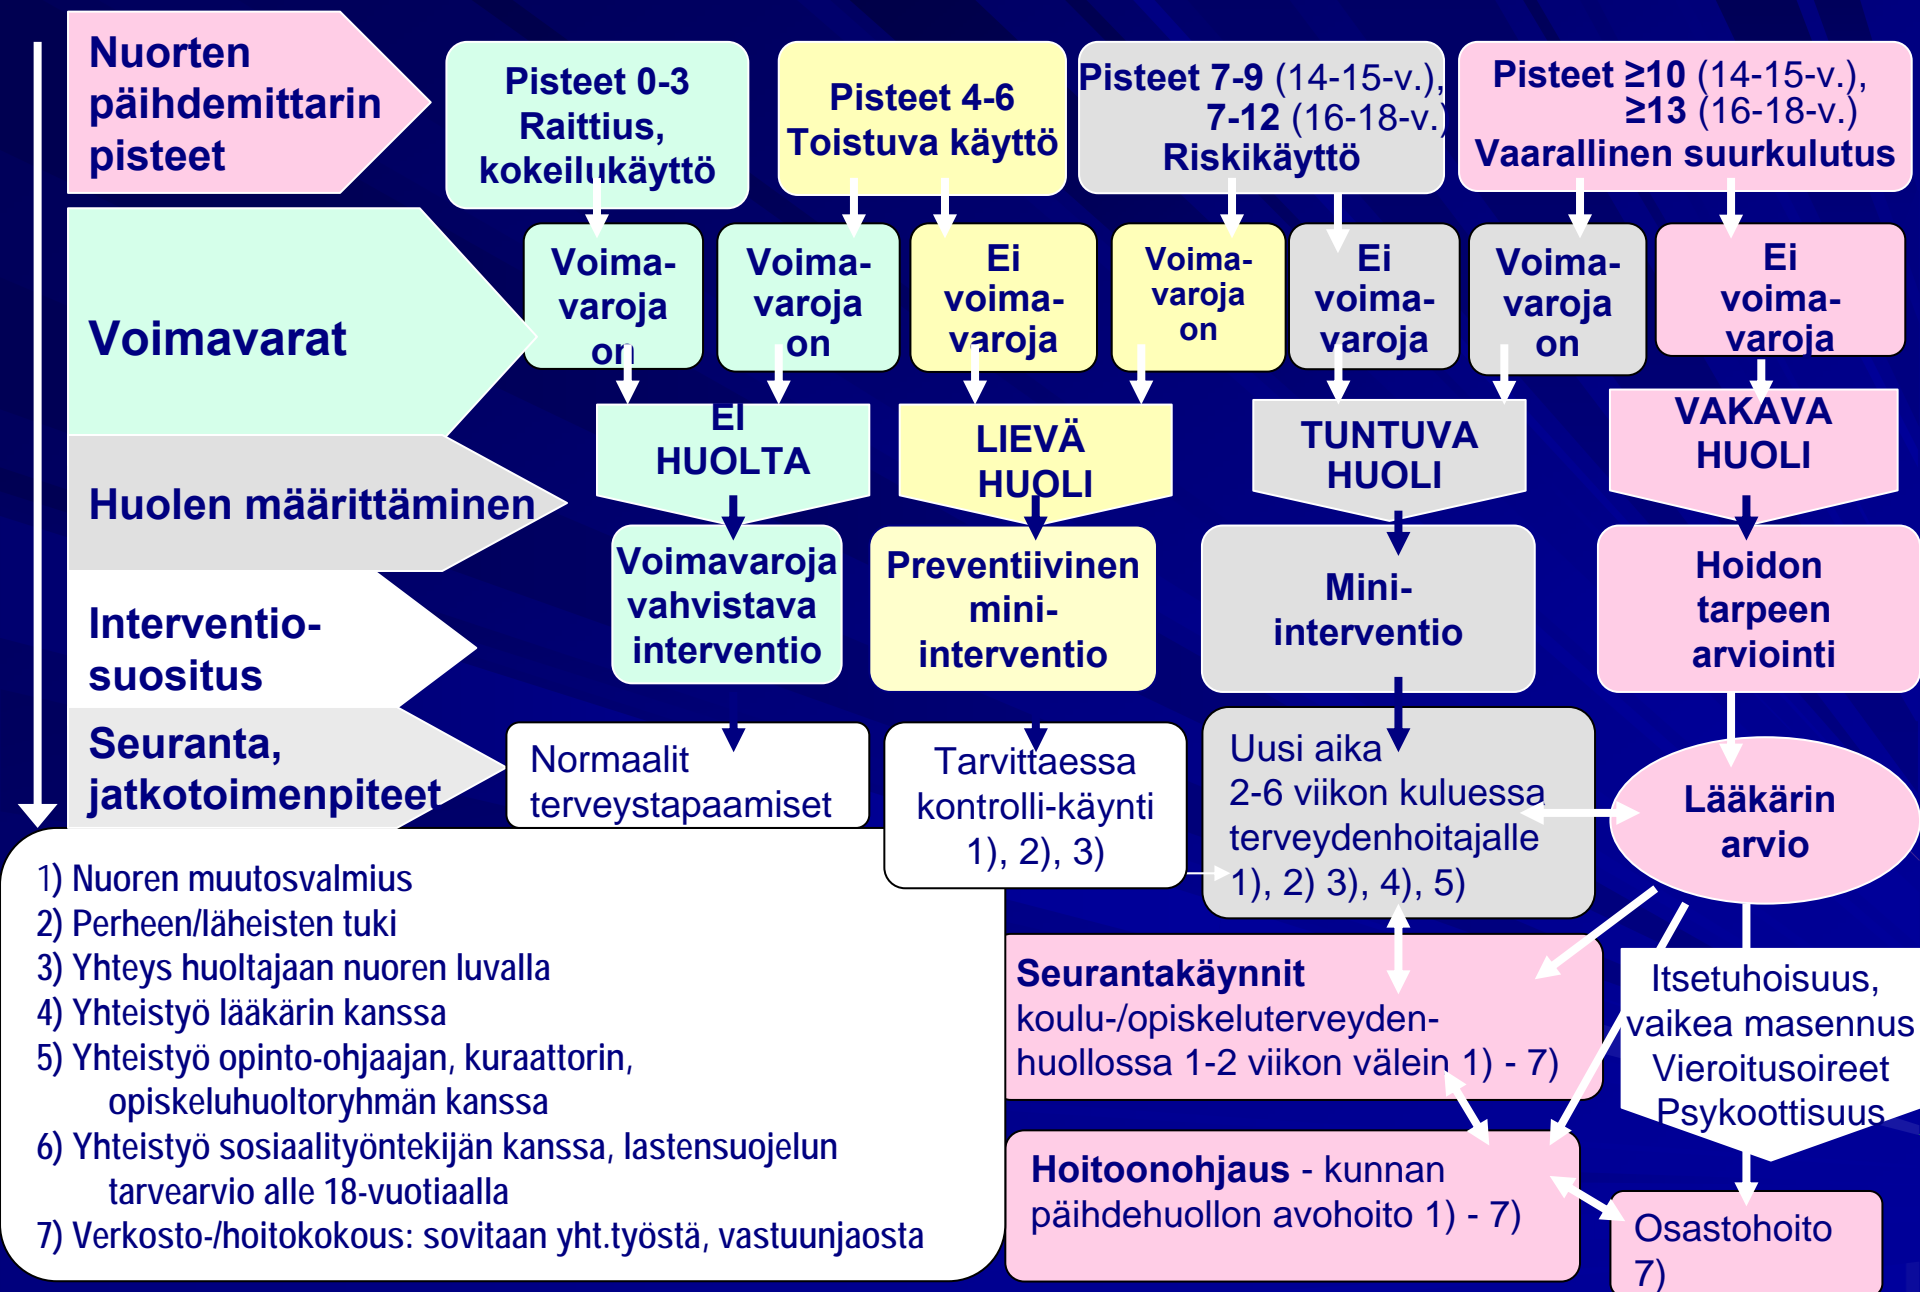 Nuorten
päihdemittarin
pisteet
Pisteet 0-3
Raittius,
kokeilukäyttö
Pisteet 4-6
Toistuva käyttö
Pisteet 7-9 (14-15-v.),
7-12 (16-18-v.)
Riskikäyttö
Pisteet ≥10 (14-15-v.),
≥13 (16-18-v.)
Vaarallinen suurkulutus
Voimavarat
Voima-
varoja
on
Voima-
varoja
on
Ei
voima-
varoja
Voima-
varoja
on
Ei
voima-
varoja
Voima-
varoja
on
Ei
voima-
varoja
Huolen määrittäminen
EI
HUOLTA
LIEVÄ
HUOLI
TUNTUVA
HUOLI
VAKAVA
HUOLI
Interventio-
suositus
Voimavaroja
vahvistava
interventio
Preventiivinen
mini-
interventio
Mini-
interventio
Hoidon
tarpeen
arviointi
Seuranta,
jatkotoimenpiteet
Normaalit
terveystapaamiset
Tarvittaessa
kontrolli-käynti
1), 2), 3)
Uusi aika
2-6 viikon kuluessa
terveydenhoitajalle
1), 2) 3), 4), 5)
Lääkärin
arvio
1) Nuoren muutosvalmius
2) Perheen/läheisten tuki
3) Yhteys huoltajaan nuoren luvalla
4) Yhteistyö lääkärin kanssa
5) Yhteistyö opinto-ohjaajan, kuraattorin,
opiskeluhuoltoryhmän kanssa
6) Yhteistyö sosiaalityöntekijän kanssa, lastensuojelun
tarvearvio alle 18-vuotiaalla
7) Verkosto-/hoitokokous: sovitaan yht.työstä, vastuunjaosta
Seurantakäynnit
koulu-/opiskeluterveyden-
huollossa 1-2 viikon välein 1) - 7)
Itsetuhoisuus,
vaikea masennus
Vieroitusoireet
Psykoottisuus
Hoitoonohjaus - kunnan
päihdehuollon avohoito 1) - 7)
Osastohoito
7)